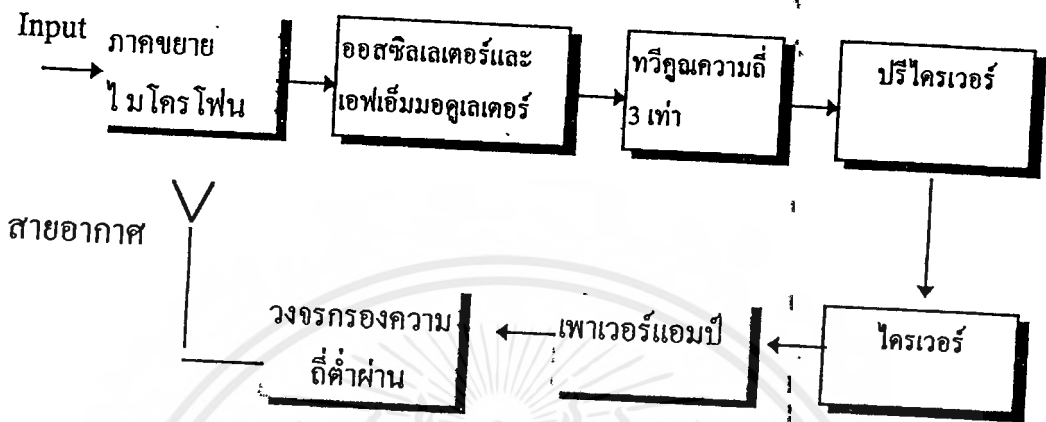 Input
ภาคขยาย
ไมโครโฟน
ออสซิลเลเตอร์และ
เอฟเอ็มมอดูเลเตอร์
ทวีคูณความถี่
3 เท่า
ปรีไดรเวอร์
ไดรเวอร์
เพาเวอร์แอมป์
วงจรกรองความ
ถี่ต่ำผ่าน
สายอากาศ